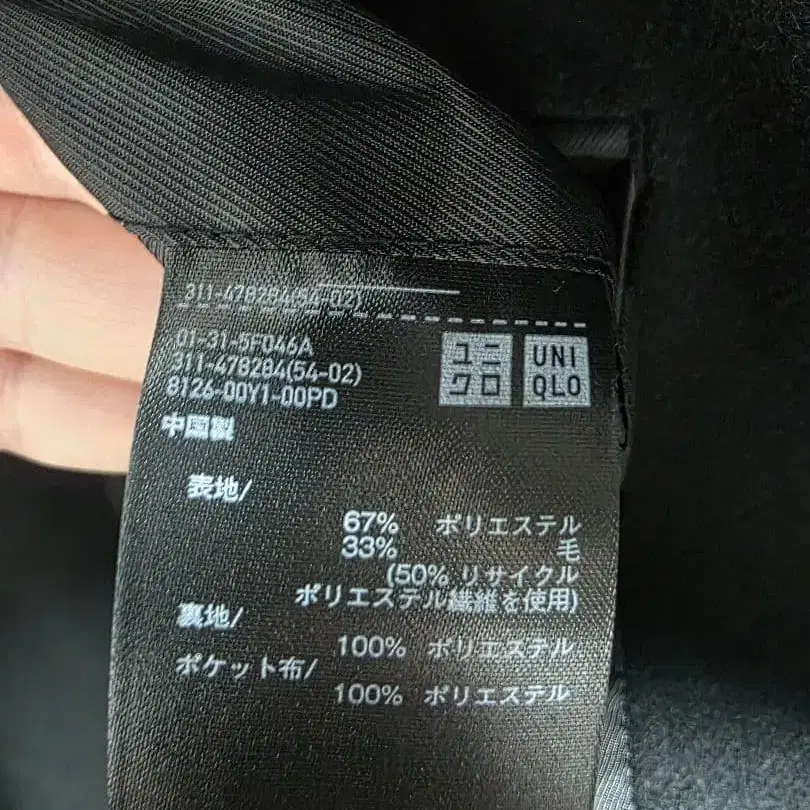 311-478284(54-02)
01-31-5F046A
311-478284(54-02)
8126-00Y1-00PD
ユニ
クロ
UNI
QLO
中国製
表地/
67% ポリエステル
33% 毛
(50% リサイクル
ポリエステル繊維を使用)
裏地/
100% ポリエステル
ポケット布/
100% ポリエステル